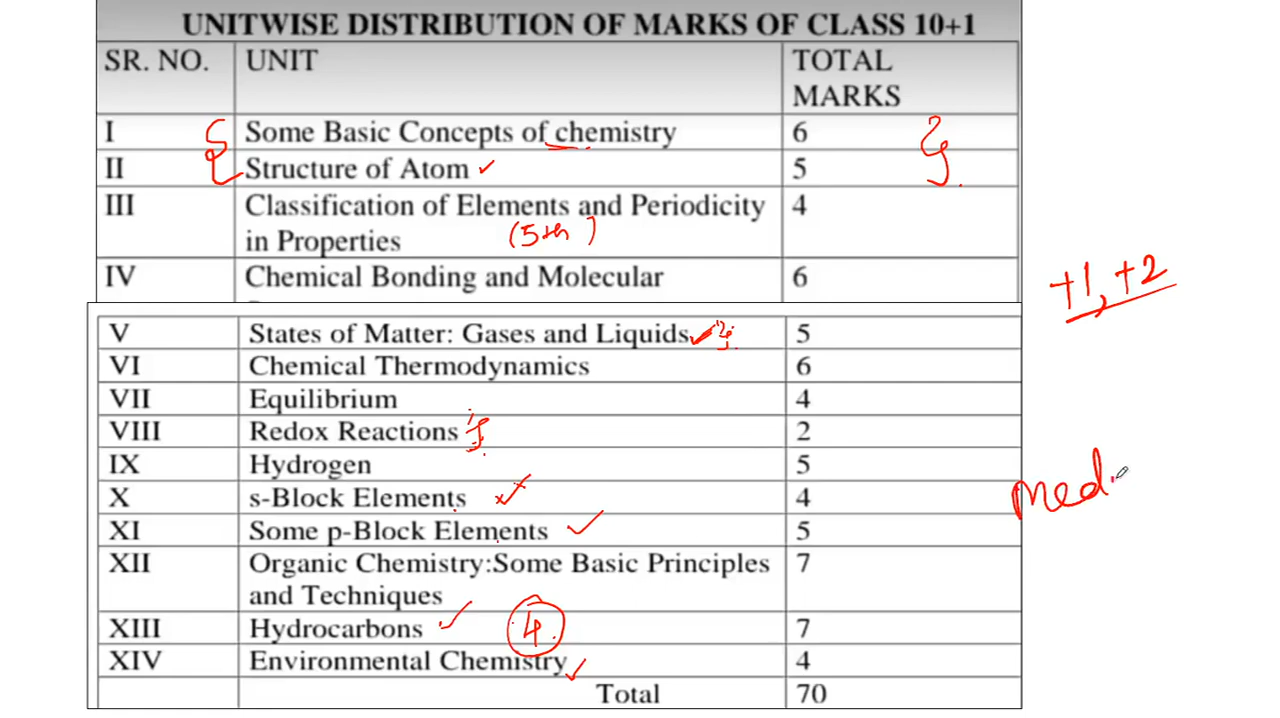 UNITWISE DISTRIBUTION OF MARKS OF CLASS 10+1
SR. NO. UNIT TOTAL MARKS
I Some Basic Concepts of chemistry 6
II Structure of Atom 5
III Classification of Elements and Periodicity in Properties 4
(5th)
IV Chemical Bonding and Molecular 6
+1, +2
V States of Matter: Gases and Liquids 5
VI Chemical Thermodynamics 6
VII Equilibrium 4
VIII Redox Reactions 2
IX Hydrogen 5
X s-Block Elements 4
Med
XI Some p-Block Elements 5
XII Organic Chemistry:Some Basic Principles and Techniques 7
XIII Hydrocarbons 7
4
XIV Environmental Chemistry 4
Total 70